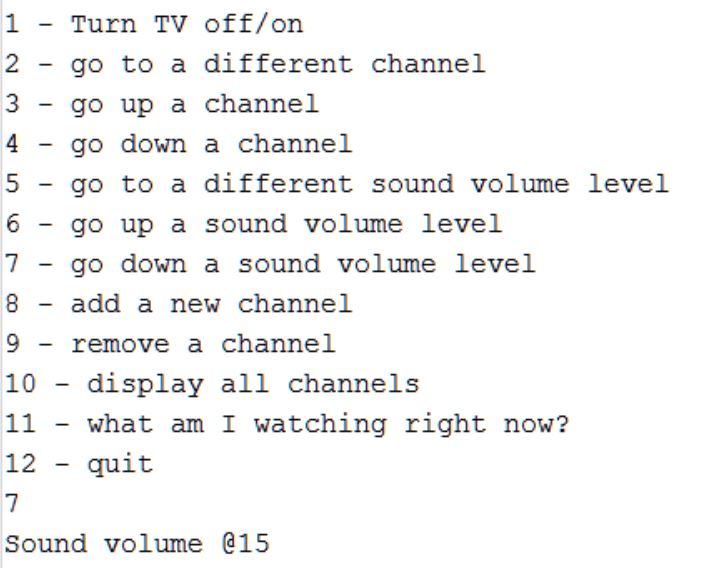 1 - Turn TV off/on
2 - go to a different channel
3 - go up a channel
4 - go down a channel
5 - go to a different sound volume level
6 - go up a sound volume level
7 - go down a sound volume level
8 - add a new channel
9 - remove a channel
10 - display all channels
11 - what am I watching right now?
12 - quit
7
Sound volume @15